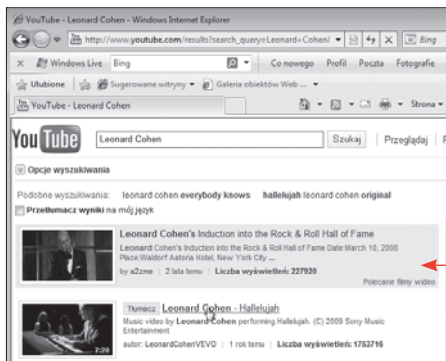 YouTube - Leonard Cohen - Windows Internet Explorer
http://www.youtube.com/results?search_query=Leonard+Cohen& Bing
Windows Live Bing Co nowego Profil Poczta Fotografie
Ulubione Sugerowane witryny Galeria obiektów Web ...
YouTube - Leonard Cohen Strona
You Tube Leonard Cohen Szukaj Przeglądaj
Opcje wyszukiwania
Podobne wyszukiwania: leonard cohen everybody knows hallelujah leonard cohen original
Przetłumacz wyniki na mój język
Leonard Cohen's Induction into the Rock & Roll Hall of Fame
Leonard Cohen's Induction into the Rock & Roll Hall of Fame Date:March 10, 2008
Place:Waldorf Astoria Hotel, New York City ...
by a2zme | 2 lata temu | Liczba wyświetleń: 227920
Polecane filmy wideo
Tłumacz Leonard Cohen - Hallelujah
Music video by Leonard Cohen performing Hallelujah. (C) 2009 Sony Music
Entertainment
7:20 autor: LeonardCohenVEVO | 1 rok temu | Liczba wyświetleń: 1753716